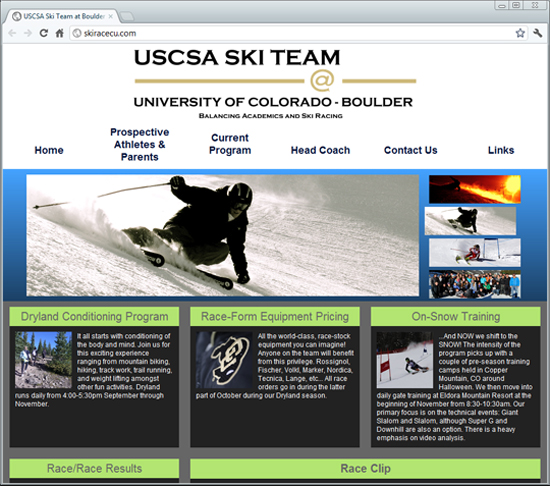 USCSA Ski Team at Boulder
skiracecu.com
USCSA SKI TEAM
@
UNIVERSITY OF COLORADO - BOULDER
BALANCING ACADEMICS AND SKI RACING
Home
Prospective
Athletes &
Parents
Current
Program
Head Coach
Contact Us
Links
Dryland Conditioning Program
It all starts with conditioning of
the body and mind. Join us for
this exciting experience
ranging from mountain biking,
hiking, track work, trail running,
and weight lifting amongst
other fun activities. Dryland
runs daily from 4:00-5:30pm September through
November.
Race-Form Equipment Pricing
All the world-class, race-stock
equipment you can imagine!
Anyone on the team will benefit
from this privilege. Rossignol,
Fischer, Volkl, Marker, Nordica,
Tecnica, Lange, etc... All race
orders go in during the latter
part of October during our Dryland season.
On-Snow Training
...And NOW we shift to the
SNOW! The intensity of the
program picks up with a
couple of pre-season training
camps held in Copper
Mountain, CO around
Halloween. We then move into
daily gate training at Eldora Mountain Resort at the
beginning of November from 8:30-10:30am. Our
primary focus is on the technical events: Giant
Slalom and Slalom, although Super G and
Downhill are also an option. There is a heavy
emphasis on video analysis.
Race/Race Results
Race Clip